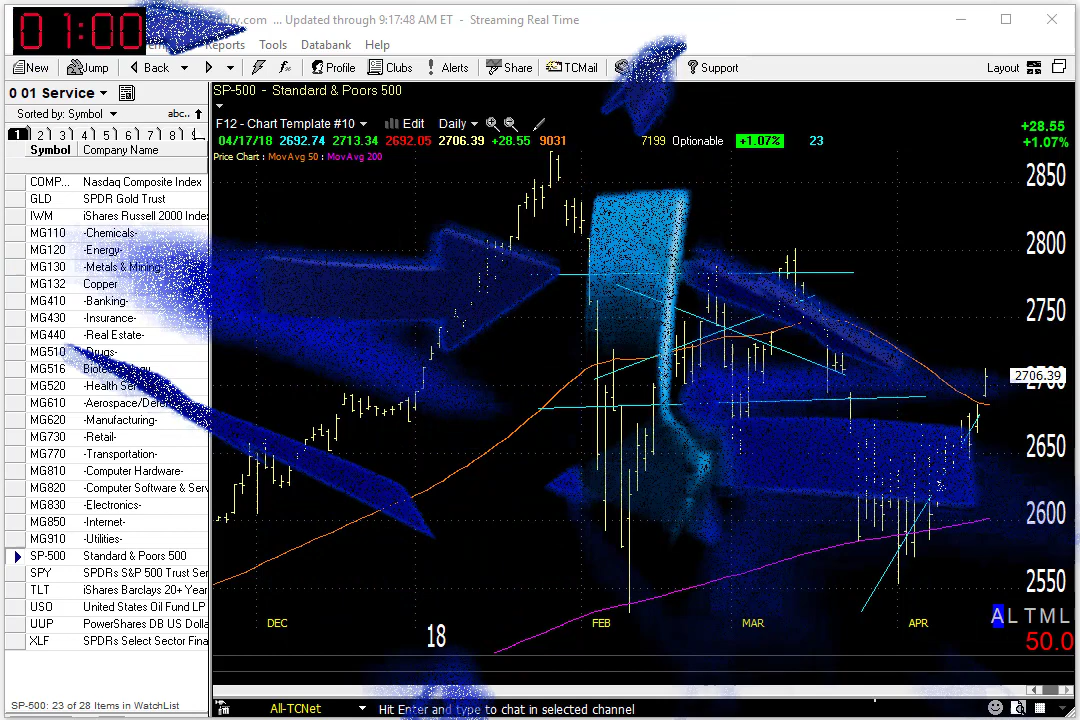 01:00
dry.com ... Updated through 9:17:48 AM ET - Streaming Real Time
Reports Tools Databank Help
New Jump Back Profile Clubs Alerts Share TCMail Support Layout
0 01 Service
Sorted by: Symbol abc..
1 2 3 4 5 6 7 8
Symbol Company Name
COMP... Nasdaq Composite Index
GLD SPDR Gold Trust
IWM iShares Russell 2000 Index
MG110 -Chemicals-
MG120 -Energy-
MG130 -Metals & Mining-
MG132 Copper
MG410 -Banking-
MG430 -Insurance-
MG440 -Real Estate-
MG510 -Drugs-
MG516
MG520 -Health Ser
MG610 -Aerospace/Defe
MG620 -Manufacturing-
MG730 -Retail-
MG770 -Transportation-
MG810 -Computer Hardware-
MG820 -Computer Software & Serv
MG830 -Electronics-
MG850 -Internet-
MG910 -Utilities-
SP-500 Standard & Poors 500
SPY SPDRs S&P 500 Trust Ser
TLT iShares Barclays 20+ Year
USO United States Oil Fund LP
UUP PowerShares DB US Dolla
XLF SPDRs Select Sector Fina
SP-500: 23 of 28 Items in WatchList
SP-500 - Standard & Poors 500
F12 - Chart Template #10 Edit Daily
04/17/18 2692.74 2713.34 2692.05 2706.39 +28.55 9031 7199 Optionable +1.07% 23
Price Chart : MovAvg 50 : MovAvg 200
+28.55
+1.07%
2850
2800
2750
2706.39
2700
2650
2600
2550
DEC 18 FEB MAR APR
A L T M L
50.0
All-TCNet Hit Enter and type to chat in selected channel